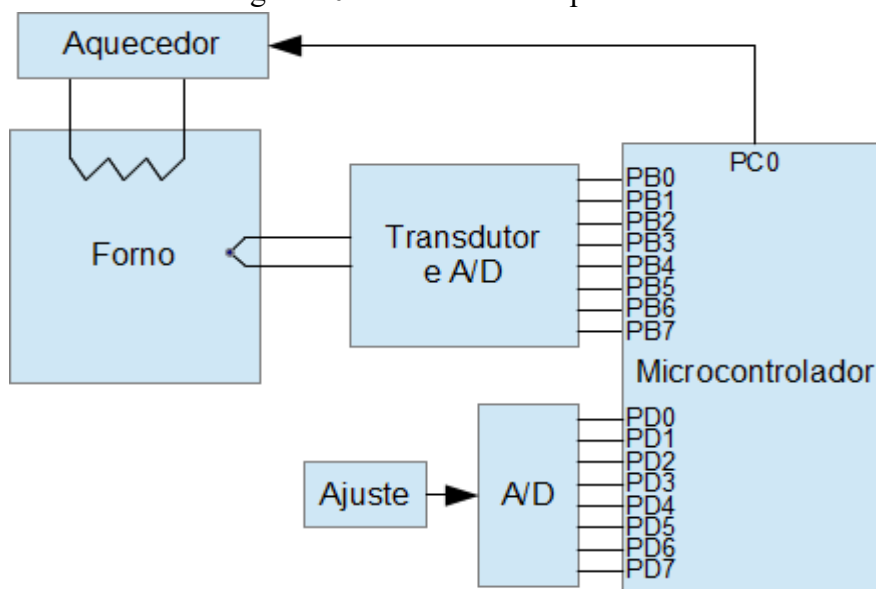 Aquecedor
PC0
PB0
PB1
PB2
PB3
PB4
PB5
PB6
PB7
Transdutor
e A/D
Forno
Microcontrolador
PD0
PD1
PD2
PD3
PD4
PD5
PD6
PD7
Ajuste
A/D